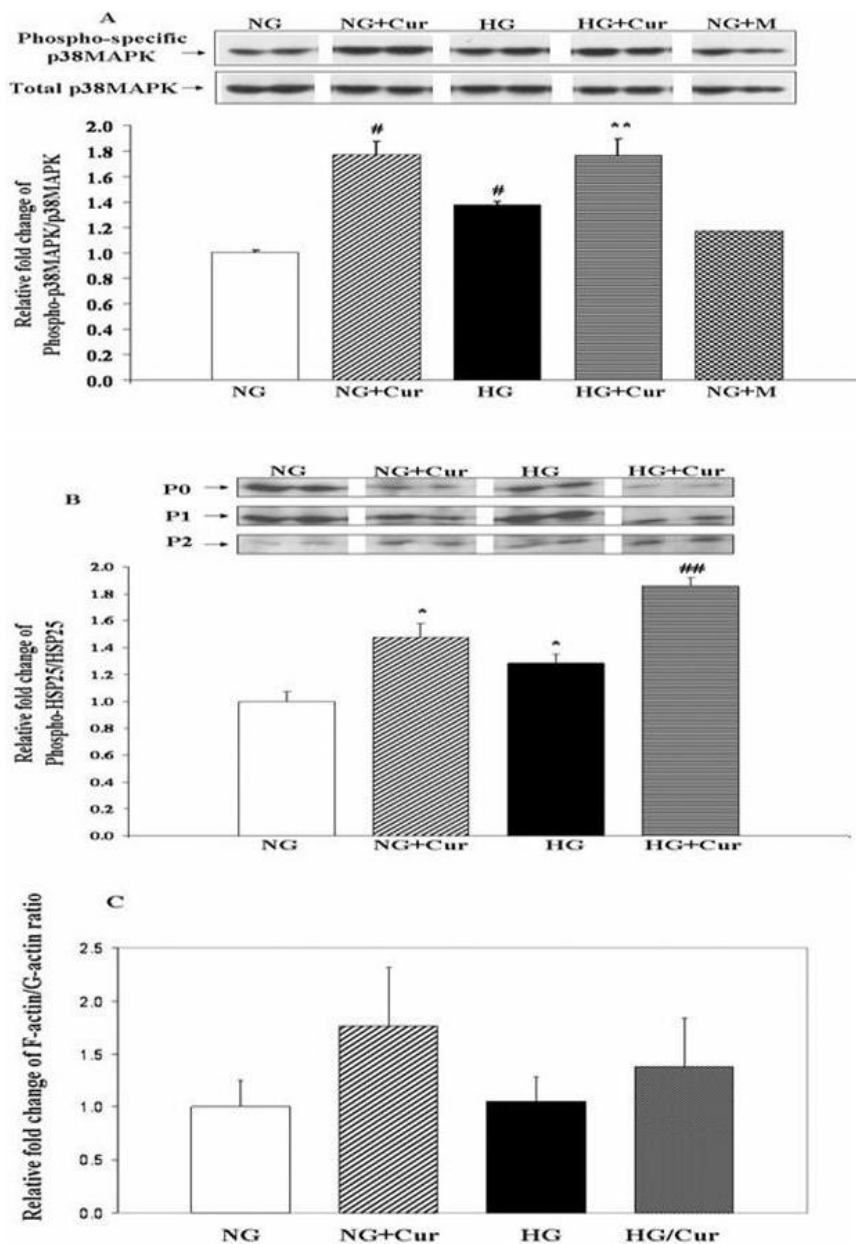 A
NG NG+Cur HG HG+Cur NG+M
Phospho-specific
p38MAPK →
Total p38MAPK→
Relative fold change of
Phospho-p38MAPK/p38MAPK
2.0
1.8
1.6
1.4
1.2
1.0
0.8
0.6
0.4
0.2
0.0
# # **
NG NG+Cur HG HG+Cur NG+M
B
NG NG+Cur HG HG+Cur
P0 →
P1 →
P2 →
Relative fold change of
Phospho-HSP25/HSP25
2.0
1.8
1.6
1.4
1.2
1.0
0.8
0.6
0.4
0.2
0.0
* * ##
NG NG+Cur HG HG+Cur
C
Relative fold change of F-actin/G-actin ratio
2.5
2.0
1.5
1.0
0.5
0.0
NG NG+Cur HG HG/Cur